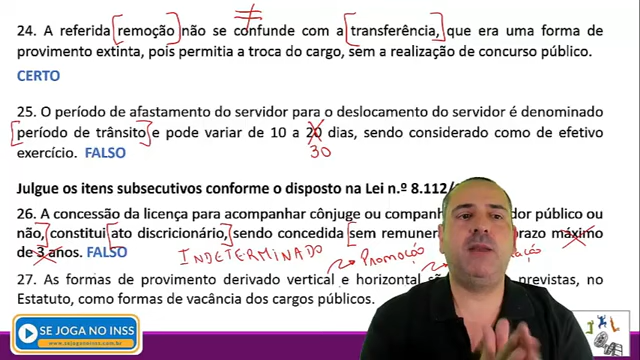 ≠
24. A referida [remoção] não se confunde com a [transferência,] que era uma forma de
provimento extinta, pois permitia a troca do cargo, sem a realização de concurso público.
CERTO
25. O período de afastamento do servidor para o deslocamento do servidor é denominado
[período de trânsito] e pode variar de 10 a 20 dias, sendo considerado como de efetivo
30
exercício. FALSO
Julgue os itens subsecutivos conforme o disposto na Lei n.º 8.112/
26. A concessão da licença para acompanhar cônjuge ou público ou
não,] constitui [ato discricionário,] sendo concedida [sem máximo
de 3 anos. FALSO INDETERMINADO Promoção
27. As formas de provimento derivado vertical e horizontal previstas, no
Estatuto, como formas de vacância dos cargos públicos.
SE JOGA NO INSS
www.sejoganoinss.com.br